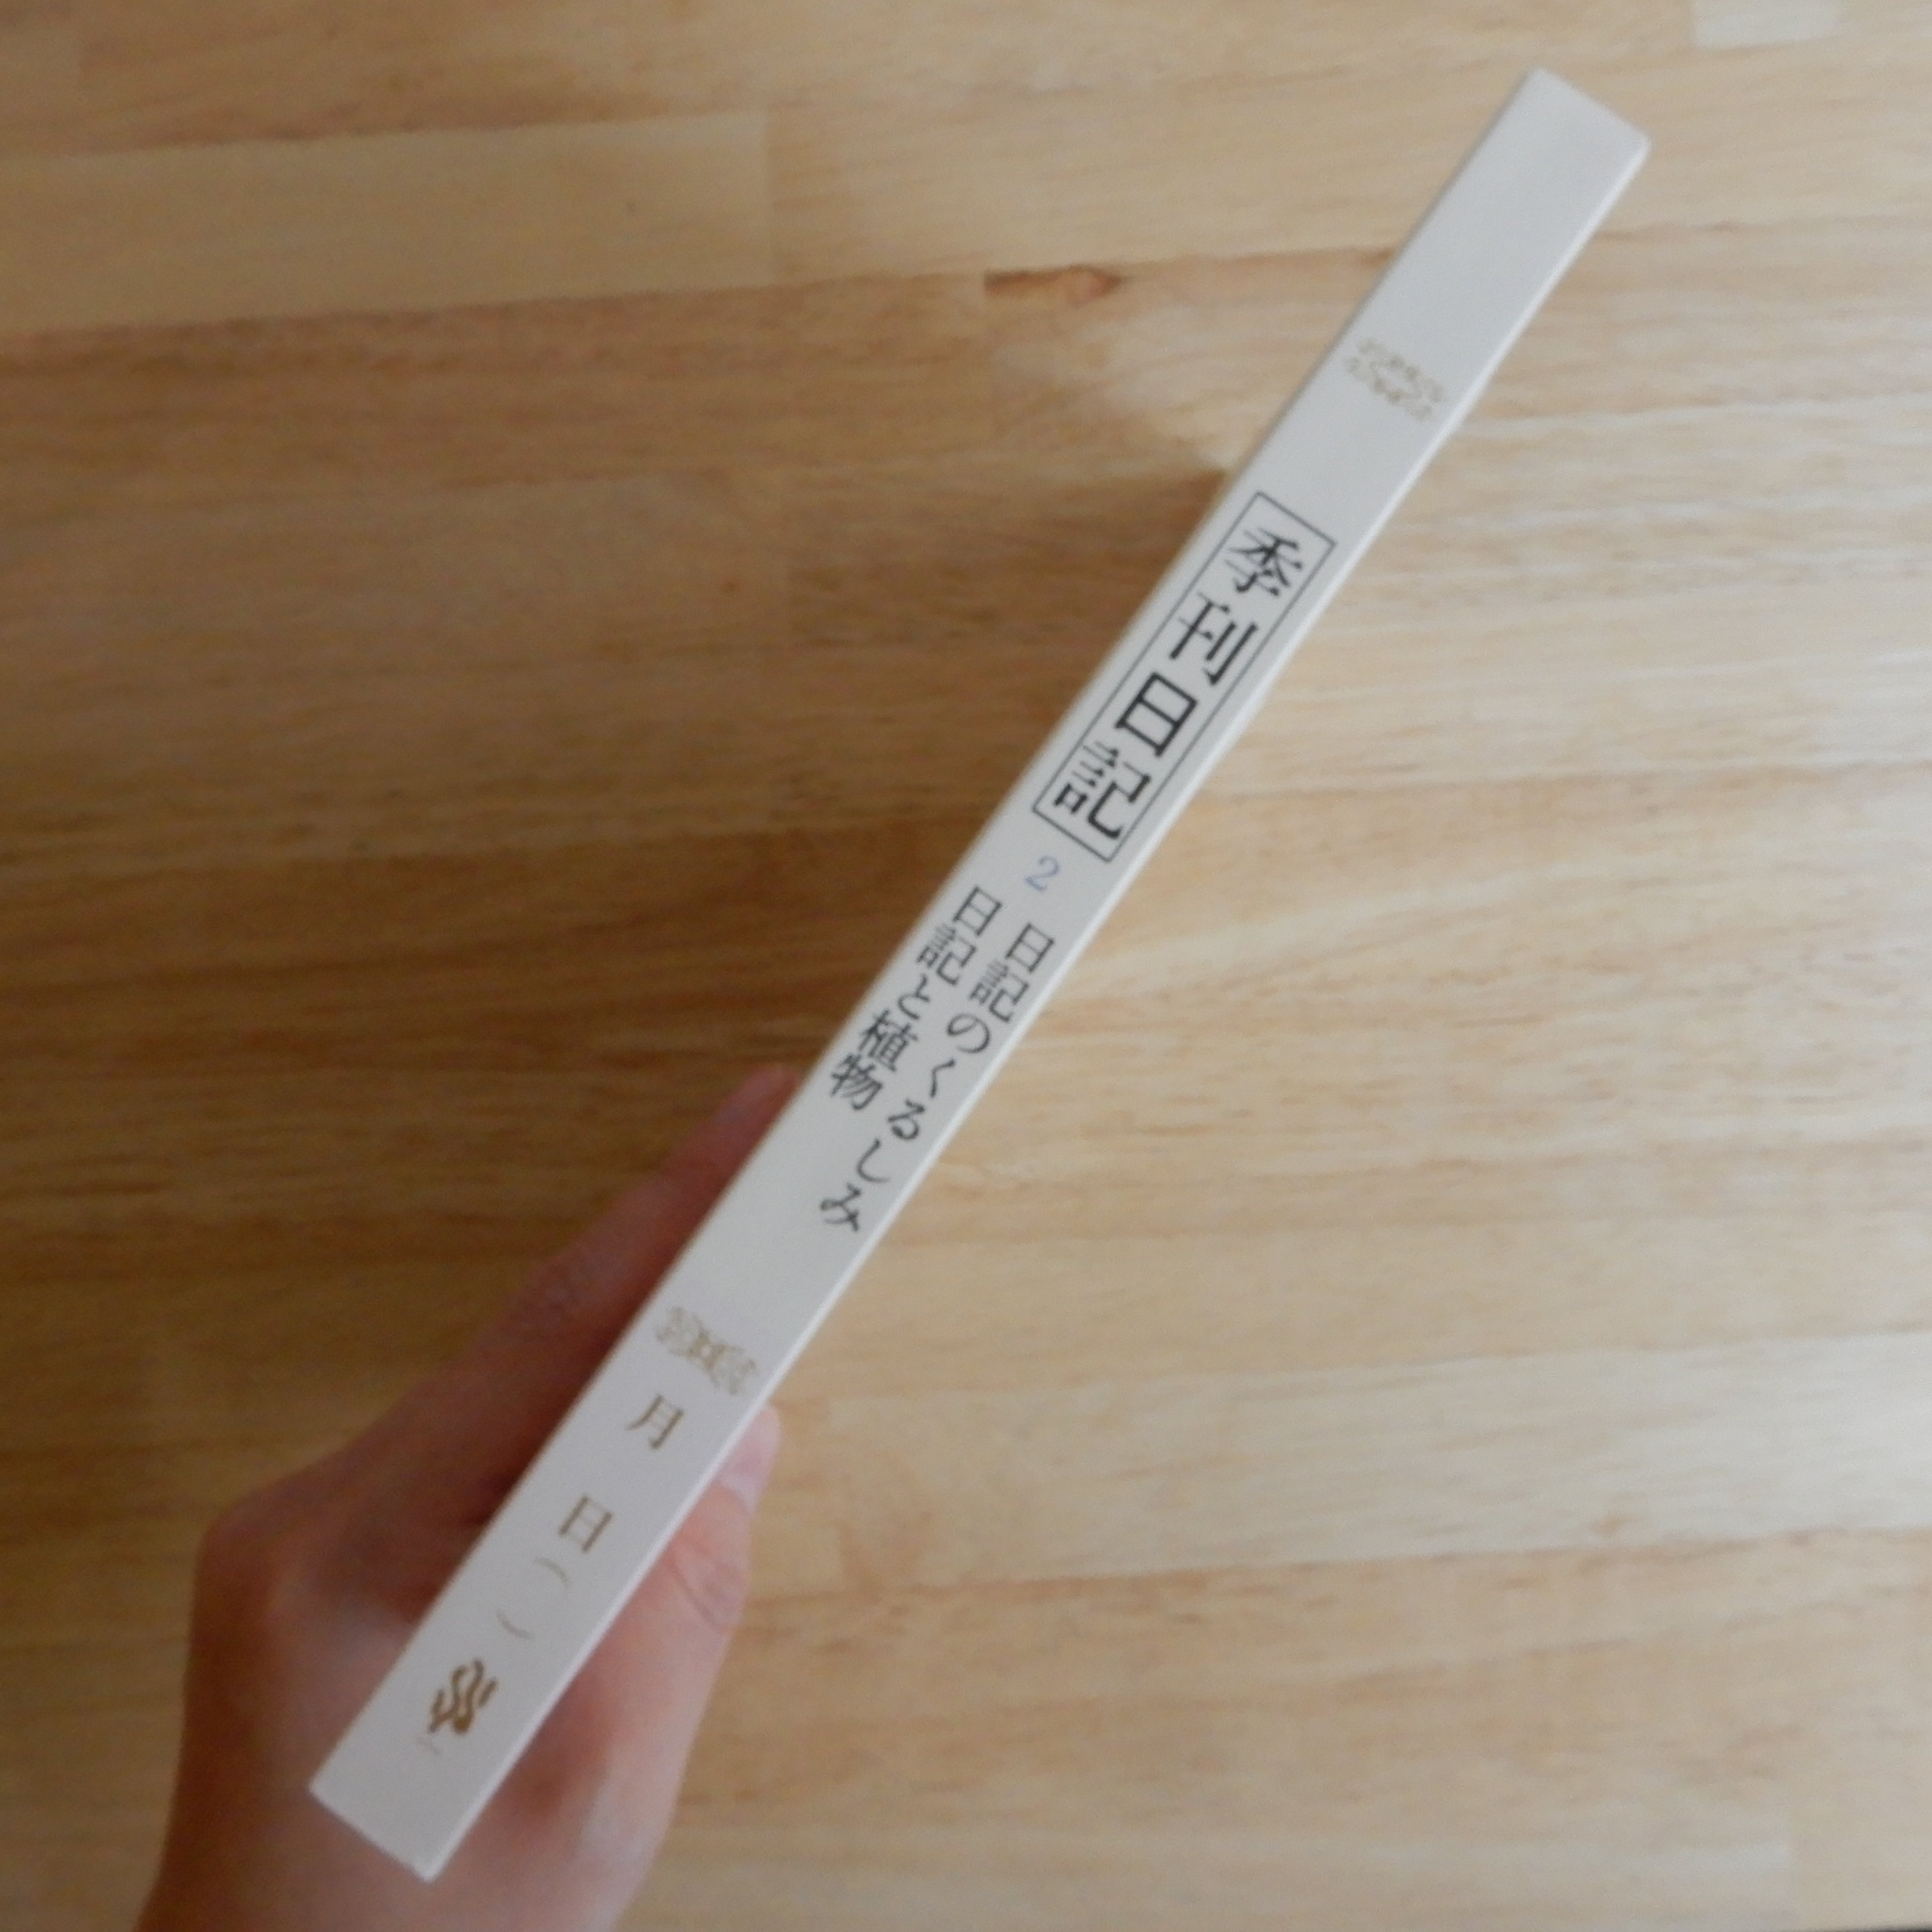 季刊日記
2
日記のくるしみ
日記と植物
月 日（ ）